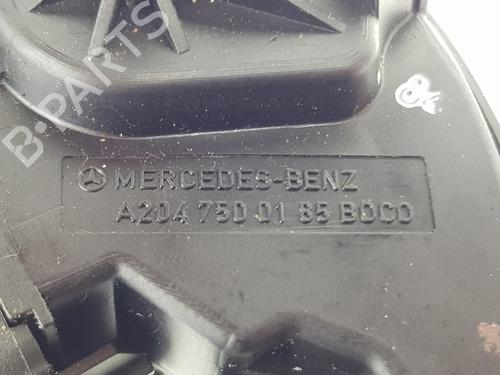 B-PARTS
MERCEDES-BENZ
A204 750 01 85 BOCO